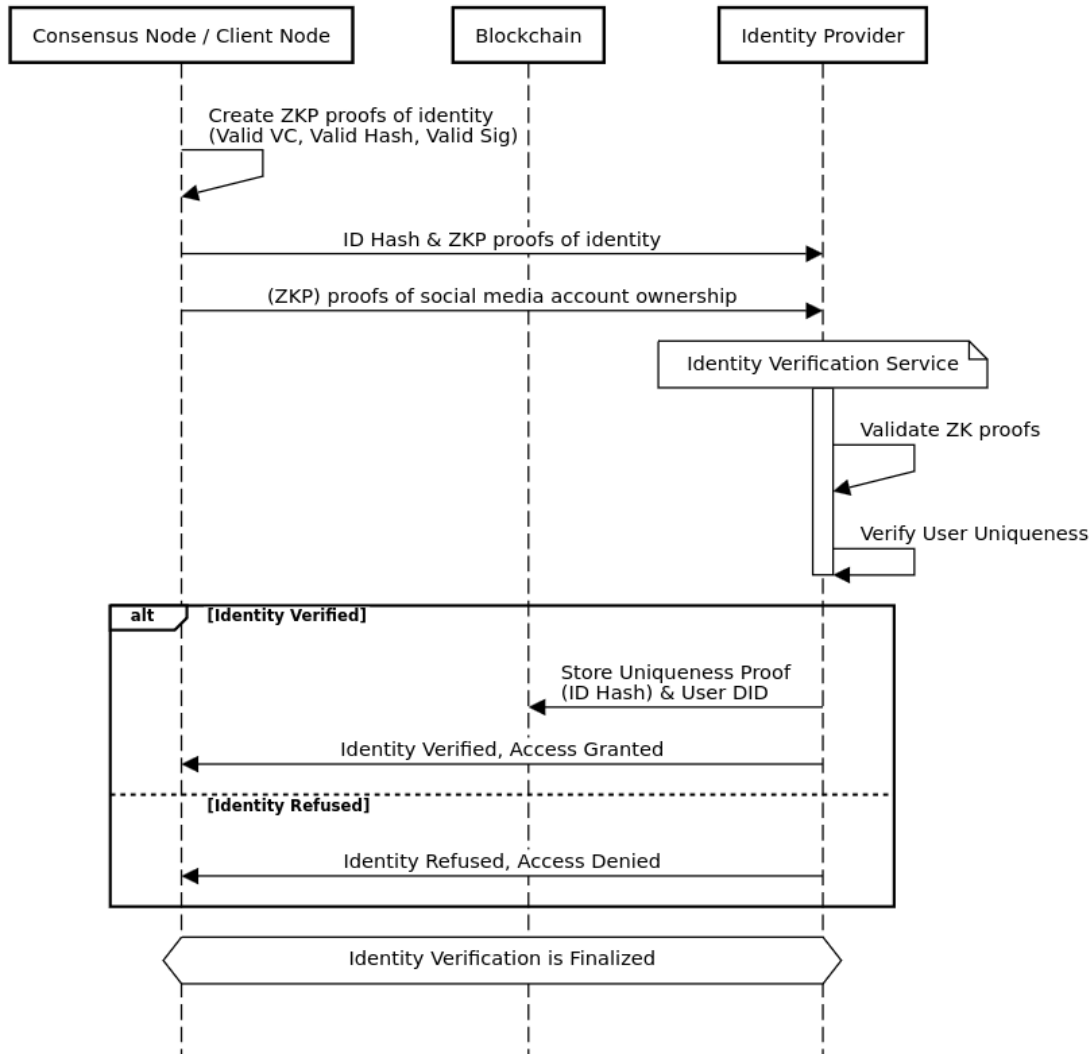 Consensus Node / Client Node
Blockchain
Identity Provider
Create ZKP proofs of identity
(Valid VC, Valid Hash, Valid Sig)
ID Hash & ZKP proofs of identity
(ZKP) proofs of social media account ownership
Identity Verification Service
Validate ZK proofs
Verify User Uniqueness
alt
[Identity Verified]
Store Uniqueness Proof
(ID Hash) & User DID
Identity Verified, Access Granted
[Identity Refused]
Identity Refused, Access Denied
Identity Verification is Finalized